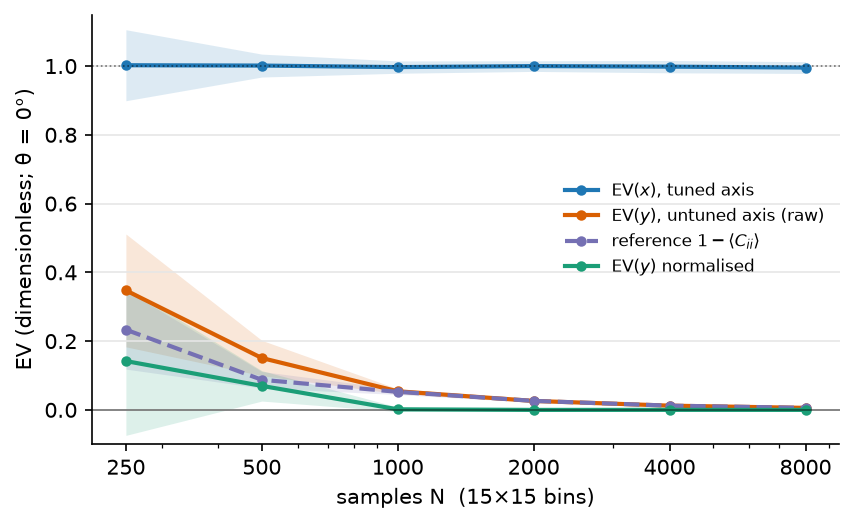 EV (dimensionless; θ = 0°)
1.0
0.8
0.6
0.4
0.2
0.0
EV(x), tuned axis
EV(y), untuned axis (raw)
reference 1 − ⟨Cᵢᵢ⟩
EV(y) normalised
250
500
1000
2000
4000
8000
samples N (15×15 bins)